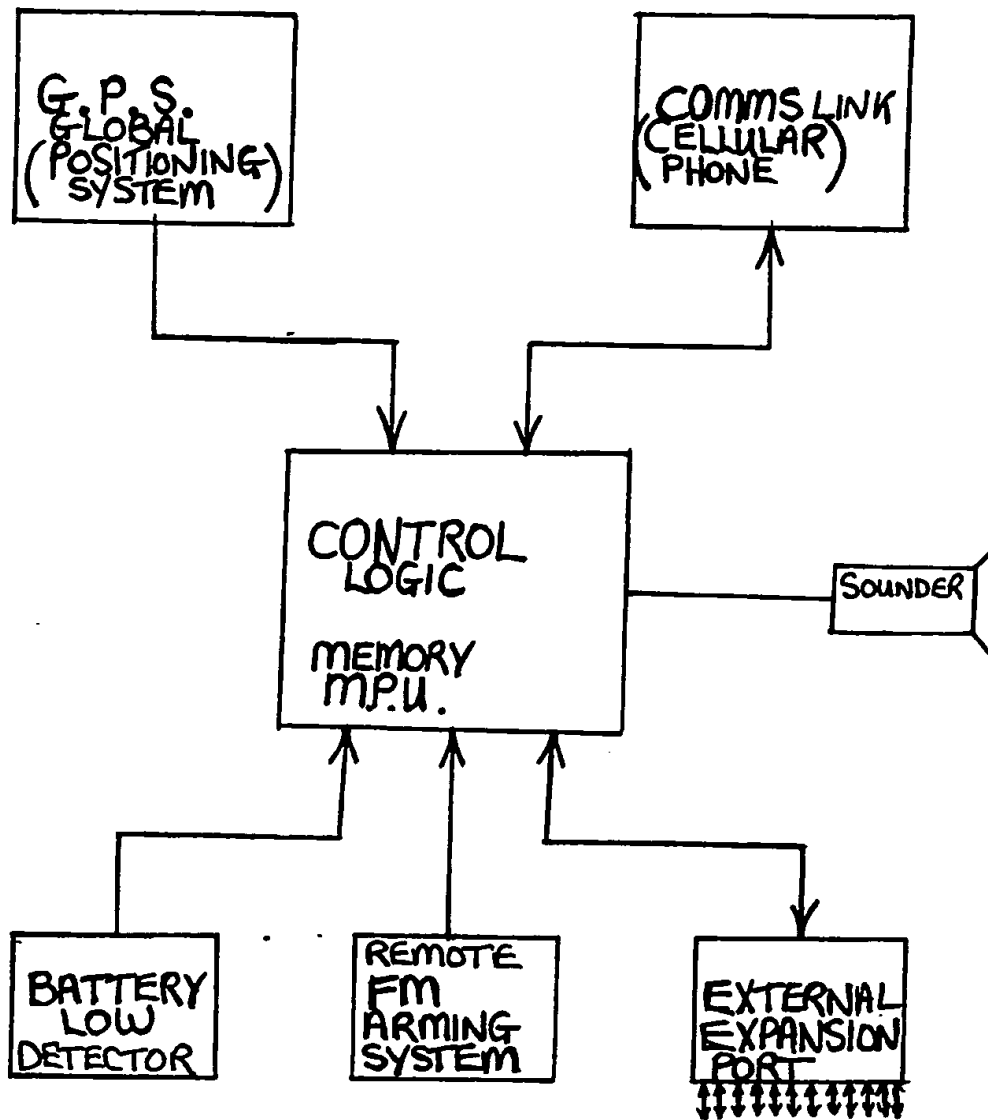 G.P.S.
GLOBAL
(POSITIONING)
SYSTEM
COMMS LINK
(CELLULAR)
PHONE
CONTROL
LOGIC
MEMORY
M.P.U.
SOUNDER
BATTERY
LOW
DETECTOR
REMOTE
FM
ARMING
SYSTEM
EXTERNAL
EXPANSION
PORT